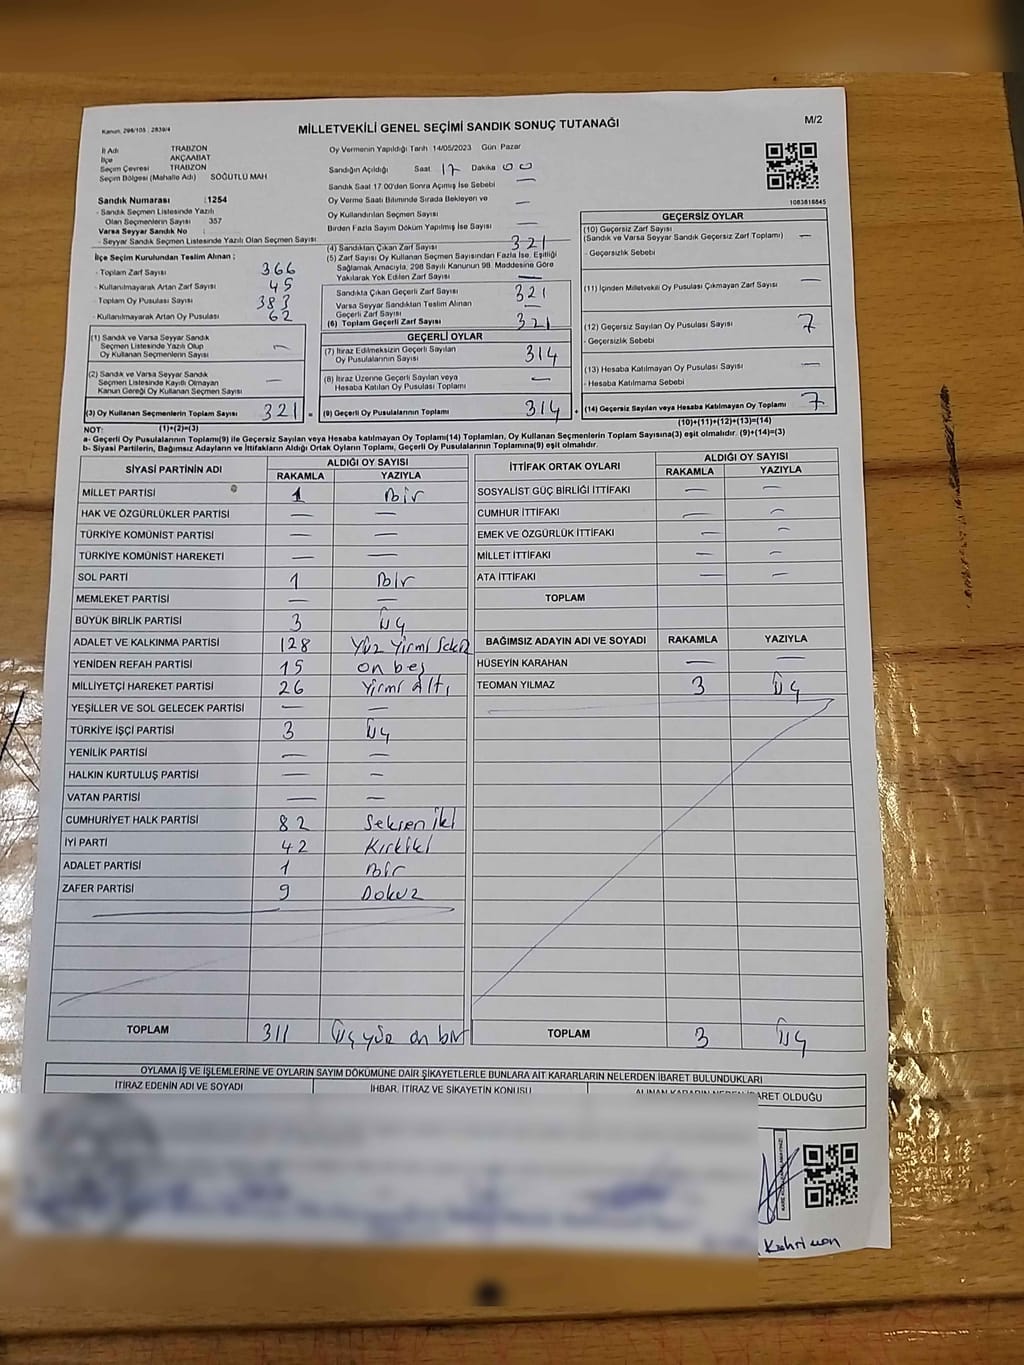 Kanun, 298/105 : 2839/4
MİLLETVEKİLİ GENEL SEÇİMİ SANDIK SONUÇ TUTANAĞI
M/2
İl Adı TRABZON
İlçe AKÇAABAT
Seçim Çevresi TRABZON
Seçim Bölgesi (Mahalle Adı) SÖĞÜTLÜ MAH
Sandık Numarası : 1254
- Sandık Seçmen Listesinde Yazılı
Olan Seçmenlerin Sayısı : 357
Varsa Seyyar Sandık No :
- Seyyar Sandık Seçmen Listesinde Yazılı Olan Seçmen Sayısı :
İlçe Seçim Kurulundan Teslim Alınan ;
- Toplam Zarf Sayısı 366
- Kullanılmayarak Artan Zarf Sayısı 45
- Toplam Oy Pusulası Sayısı 383
- Kullanılmayarak Artan Oy Pusulası 62
(1) Sandık ve Varsa Seyyar Sandık
Seçmen Listesinde Yazılı Olup
Oy Kullanan Seçmenlerin Sayısı —
(2) Sandık ve Varsa Seyyar Sandık
Seçmen Listesinde Kayıtlı Olmayan
Kanun Gereği Oy Kullanan Seçmen Sayısı —
(3) Oy Kullanan Seçmenlerin Toplam Sayısı 321 =
(1)+(2)=(3)
Oy Vermenin Yapıldığı Tarih 14/05/2023 Gün Pazar
Sandığın Açıldığı Saat 17 Dakika 00
Sandık Saat 17.00'den Sonra Açımış İse Sebebi —
Oy Verme Saati Bitiminde Sırada Bekleyen ve
Oy Kullandırılan Seçmen Sayısı —
Birden Fazla Sayım Döküm Yapılmış İse Sayısı —
(4) Sandıktan Çıkan Zarf Sayısı 321
(5) Zarf Sayısı Oy Kullanan Seçmen Sayısından Fazla İse, Eşitliği
Sağlamak Amacıyla, 298 Sayılı Kanunun 98. Maddesine Göre
Yakılarak Yok Edilen Zarf Sayısı —
Sandıkta Çıkan Geçerli Zarf Sayısı 321
Varsa Seyyar Sandıktan Teslim Alınan
Geçerli Zarf Sayısı —
(6) Toplam Geçerli Zarf Sayısı 321
GEÇERLİ OYLAR
(7) İtiraz Edilmeksizin Geçerli Sayılan
Oy Pusulalarının Sayısı 314
(8) İtiraz Üzerine Geçerli Sayılan veya
Hesaba Katılan Oy Pusulası Toplamı —
(9) Geçerli Oy Pusulalarının Toplamı 314 +
1083816845
GEÇERSİZ OYLAR
(10) Geçersiz Zarf Sayısı
(Sandık ve Varsa Seyyar Sandık Geçersiz Zarf Toplamı) —
- Geçersizlik Sebebi
(11) İçinden Milletvekili Oy Pusulası Çıkmayan Zarf Sayısı —
(12) Geçersiz Sayılan Oy Pusulası Sayısı 7
- Geçersizlik Sebebi
(13) Hesaba Katılmayan Oy Pusulası Sayısı —
- Hesaba Katılmama Sebebi
(14) Geçersiz Sayılan veya Hesaba Katılmayan Oy Toplamı 7
(10)+(11)+(12)+(13)=(14)
NOT:
a- Geçerli Oy Pusulalarının Toplamı(9) ile Geçersiz Sayılan veya Hesaba katılmayan Oy Toplamı(14) Toplamları, Oy Kullanan Seçmenlerin Toplam Sayısına(3) eşit olmalıdır. (9)+(14)=(3)
b- Siyasi Partilerin, Bağımsız Adayların ve İttifakların Aldığı Ortak Oyların Toplamı, Geçerli Oy Pusulalarının Toplamına(9) eşit olmalıdır.
SİYASİ PARTİNİN ADI ALDIĞI OY SAYISI
RAKAMLA YAZIYLA
MİLLET PARTİSİ 1 Bir
HAK VE ÖZGÜRLÜKLER PARTİSİ — —
TÜRKİYE KOMÜNİST PARTİSİ — —
TÜRKİYE KOMÜNİST HAREKETİ — —
SOL PARTİ 1 Bir
MEMLEKET PARTİSİ — —
BÜYÜK BİRLİK PARTİSİ 3 Üç
ADALET VE KALKINMA PARTİSİ 128 Yüz Yirmi Sekiz
YENİDEN REFAH PARTİSİ 15 on beş
MİLLİYETÇİ HAREKET PARTİSİ 26 Yirmi Altı
YEŞİLLER VE SOL GELECEK PARTİSİ — —
TÜRKİYE İŞÇİ PARTİSİ 3 Üç
YENİLİK PARTİSİ — —
HALKIN KURTULUŞ PARTİSİ — —
VATAN PARTİSİ — —
CUMHURİYET HALK PARTİSİ 82 Seksen İki
İYİ PARTİ 42 Kırkiki
ADALET PARTİSİ 1 Bir
ZAFER PARTİSİ 9 Dokuz
TOPLAM 311 Üç yüz on bir
İTTİFAK ORTAK OYLARI ALDIĞI OY SAYISI
RAKAMLA YAZIYLA
SOSYALİST GÜÇ BİRLİĞİ İTTİFAKI — —
CUMHUR İTTİFAKI — —
EMEK VE ÖZGÜRLÜK İTTİFAKI — —
MİLLET İTTİFAKI — —
ATA İTTİFAKI — —
TOPLAM
BAĞIMSIZ ADAYIN ADI VE SOYADI RAKAMLA YAZIYLA
HÜSEYİN KARAHAN — —
TEOMAN YILMAZ 3 Üç
TOPLAM 3 Üç
OYLAMA İŞ VE İŞLEMLERİNE VE OYLARIN SAYIM DÖKÜMÜNE DAİR ŞİKAYETLERLE BUNLARA AİT KARARLARIN NELERDEN İBARET BULUNDUKLARI
İTİRAZ EDENİN ADI VE SOYADI İHBAR, İTİRAZ VE ŞİKAYETİN KONUSU ALINAN KARARIN NEDEN İBARET OLDUĞU